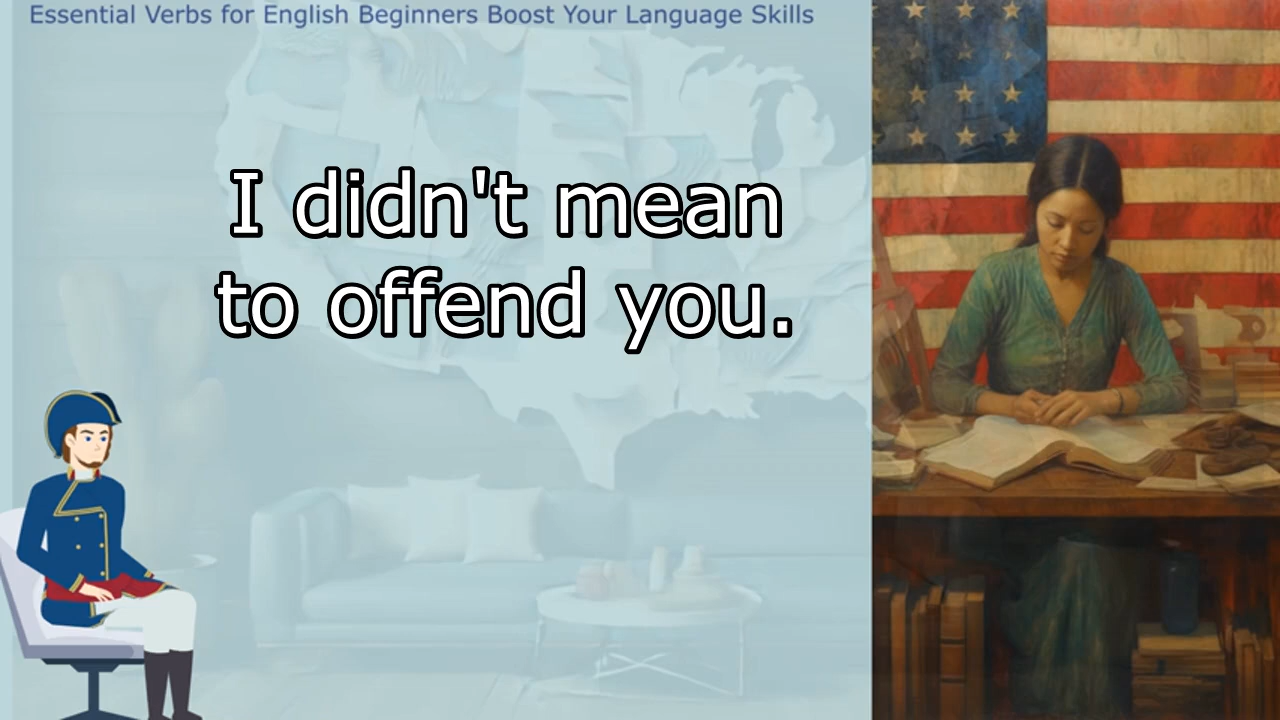 Essential Verbs for English Beginners Boost Your Language Skills
I didn't mean
to offend you.